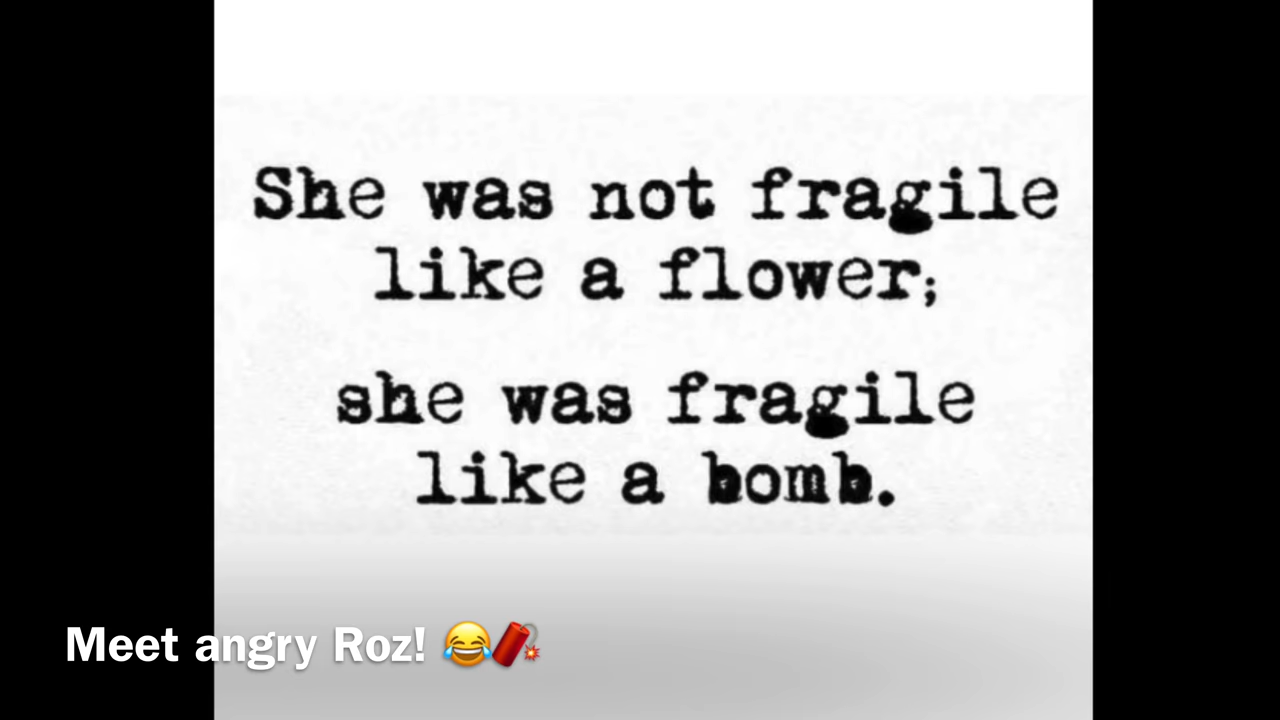 She was not fragile
like a flower;
she was fragile
like a bomb.
Meet angry Roz! 😂🧨